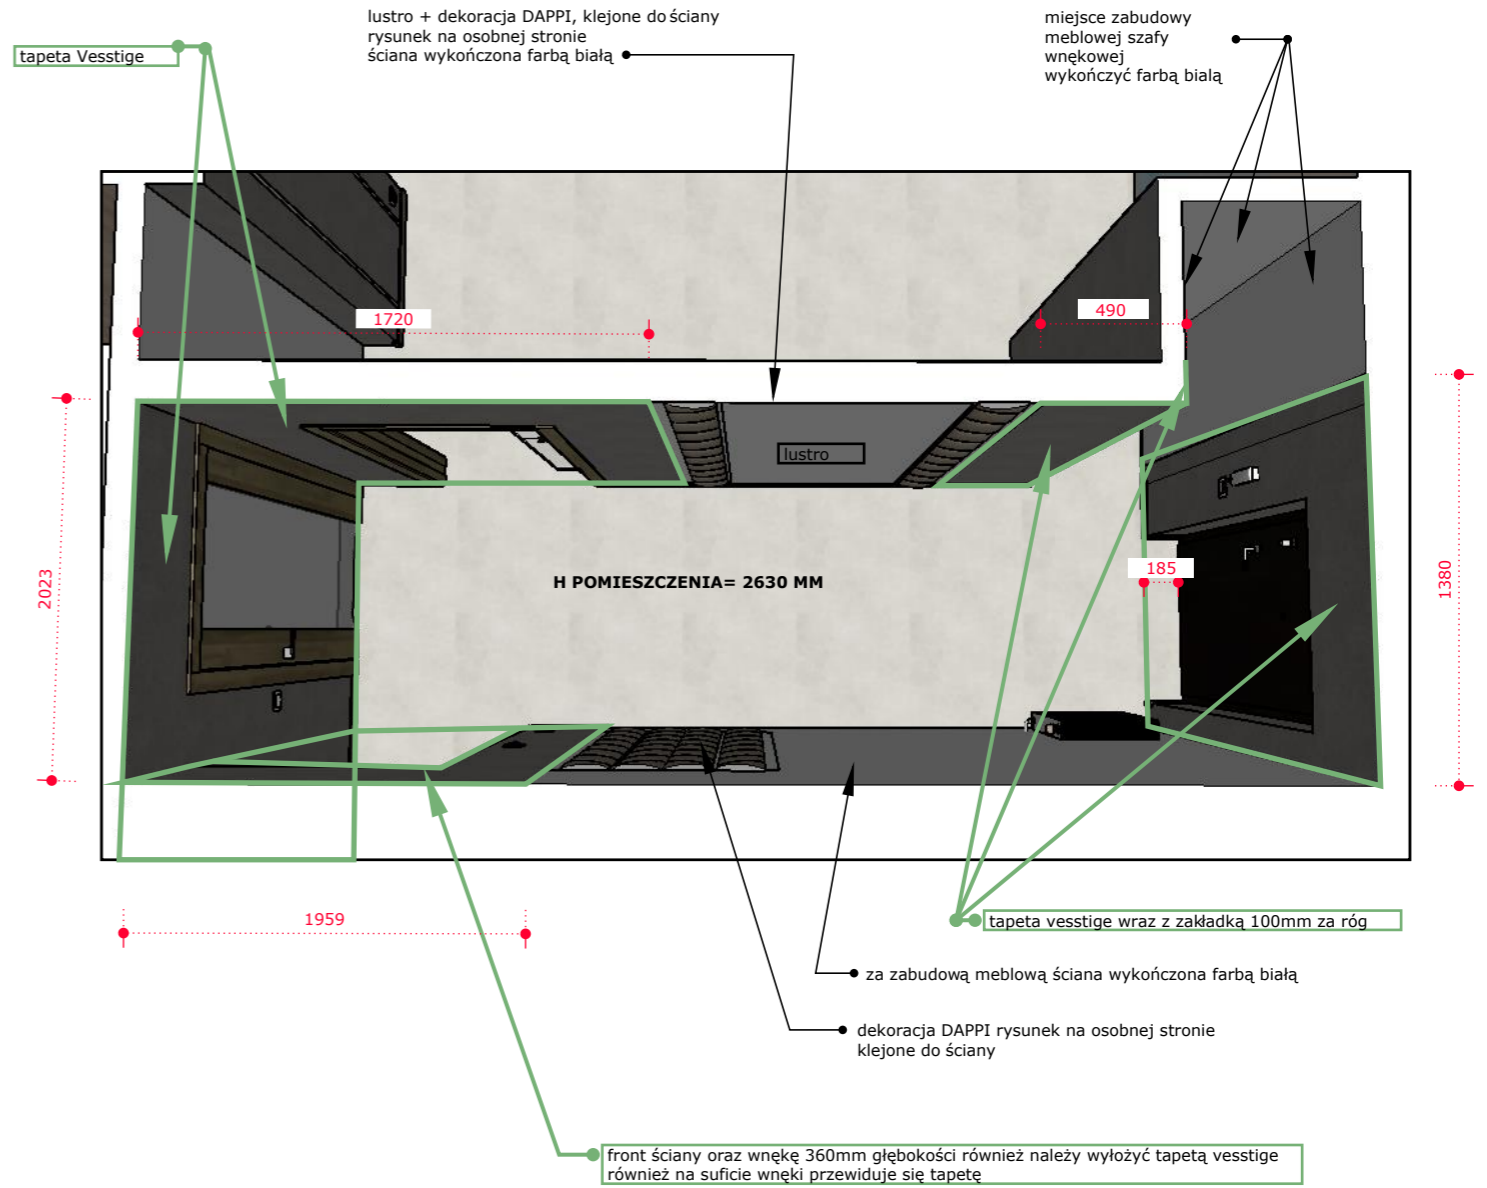 lustro + dekoracja DAPPI, klejone do ściany
rysunek na osobnej stronie
ściana wykończona farbą białą
miejsce zabudowy
meblowej szafy
wnękowej
wykończyć farbą bialą
tapeta Vesstige
1720
490
lustro
2023
H POMIESZCZENIA= 2630 MM
185
1380
1959
tapeta vesstige wraz z zakładką 100mm za róg
za zabudową meblową ściana wykończona farbą białą
dekoracja DAPPI rysunek na osobnej stronie
klejone do ściany
front ściany oraz wnękę 360mm głębokości również należy wyłożyć tapetą vesstige
również na suficie wnęki przewiduje się tapetę